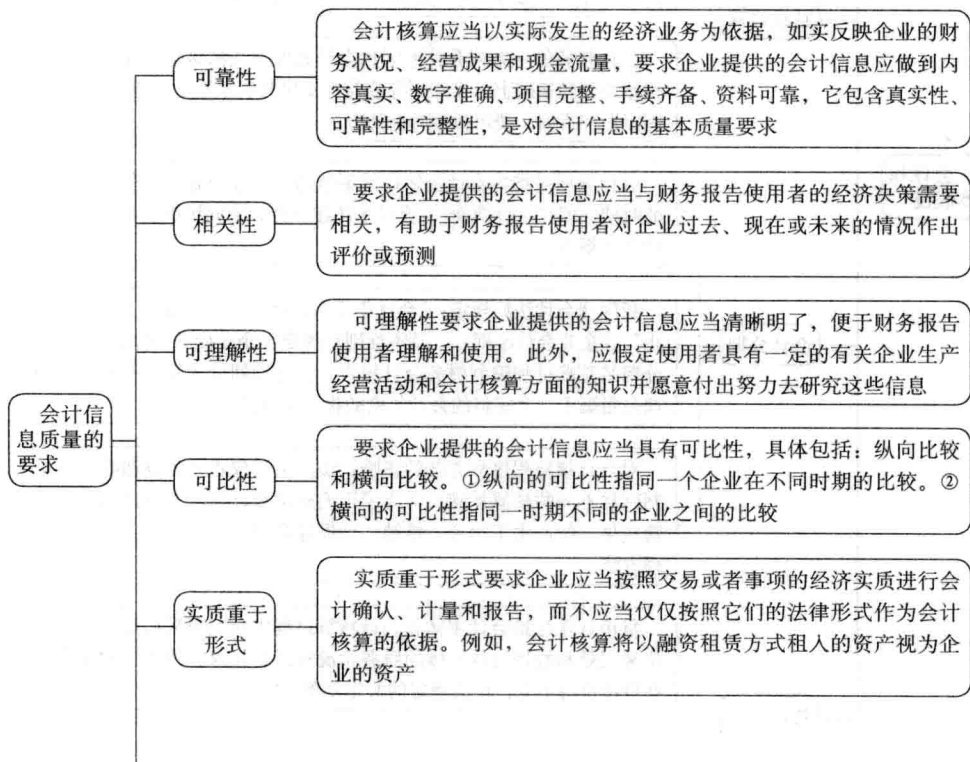 会计核算应当以实际发生的经济业务为依据，如实反映企业的财
务状况、经营成果和现金流量，要求企业提供的会计信息应做到内
容真实、数字准确、项目完整、手续齐备、资料可靠，它包含真实性、
可靠性和完整性，是对会计信息的基本质量要求
可靠性
要求企业提供的会计信息应当与财务报告使用者的经济决策需要
相关，有助于财务报告使用者对企业过去、现在或未来的情况作出
评价或预测
相关性
可理解性要求企业提供的会计信息应当清晰明了，便于财务报告
使用者理解和使用。此外，应假定使用者具有一定的有关企业生产
经营活动和会计核算方面的知识并愿意付出努力去研究这些信息
可理解性
会计信
息质量的
要求
要求企业提供的会计信息应当具有可比性，具体包括：纵向比较
和横向比较。①纵向的可比性指同一个企业在不同时期的比较。②
横向的可比性指同一时期不同的企业之间的比较
可比性
实质重于形式要求企业应当按照交易或者事项的经济实质进行会
计确认、计量和报告，而不应当仅仅按照它们的法律形式作为会计
核算的依据。例如，会计核算将以融资租赁方式租入的资产视为企
业的资产
实质重于
形式